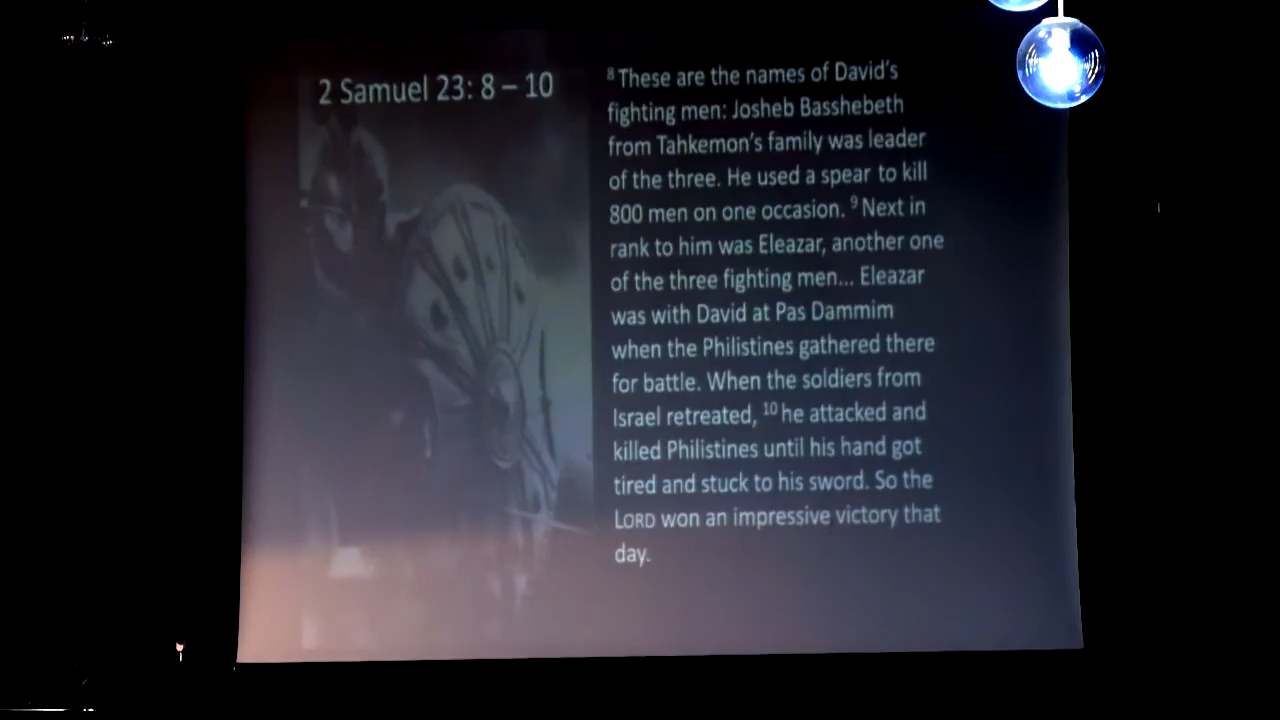 2 Samuel 23: 8 – 10
8 These are the names of David's
fighting men: Josheb Basshebeth
from Tahkemon's family was leader
of the three. He used a spear to kill
800 men on one occasion. 9 Next in
rank to him was Eleazar, another one
of the three fighting men... Eleazar
was with David at Pas Dammim
when the Philistines gathered there
for battle. When the soldiers from
Israel retreated, 10 he attacked and
killed Philistines until his hand got
tired and stuck to his sword. So the
LORD won an impressive victory that
day.